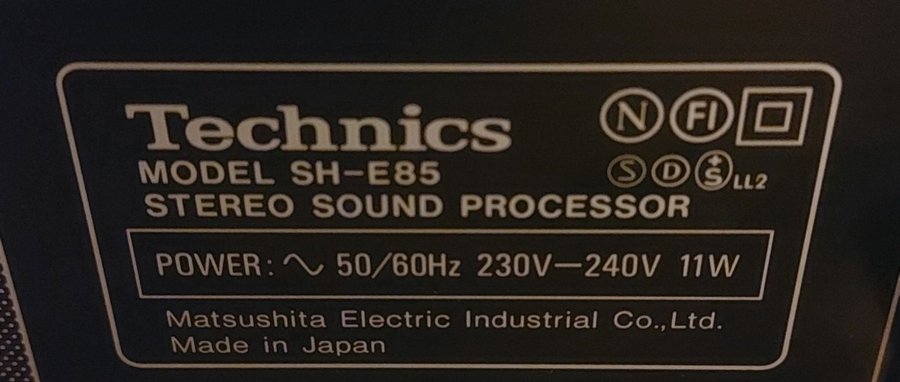 Technics
N FI
MODEL SH-E85
S D +S LL2
STEREO SOUND PROCESSOR
POWER: ∿ 50/60Hz 230V—240V 11W
Matsushita Electric Industrial Co.,Ltd.
Made in Japan